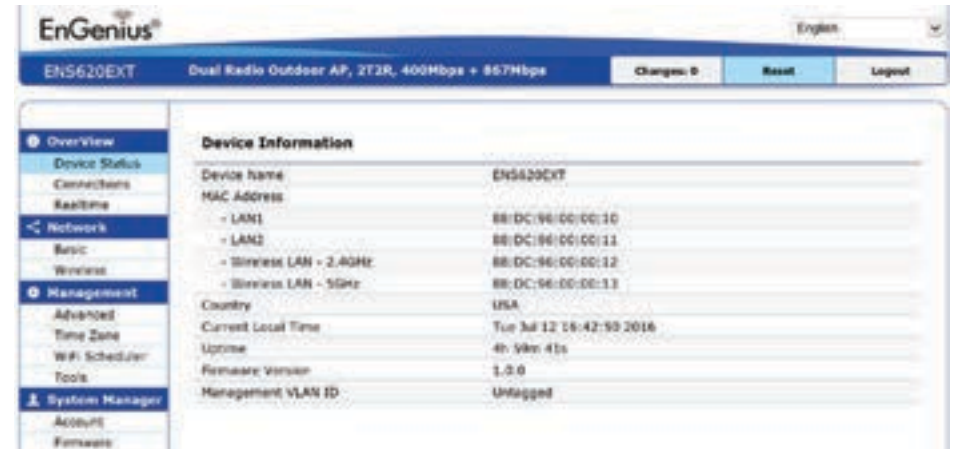 EnGenius®
English
ENS620EXT
Dual Radio Outdoor AP, 2T2R, 400Mbps + 867Mbps
Changes: 0
Reset
Logout
OverView
Device Status
Connections
Realtime
Network
Basic
Wireless
Management
Advanced
Time Zone
WiFi Scheduler
Tools
System Manager
Account
Firmware
Device Information
Device Name ENS620EXT
MAC Address
- LAN1 88:DC:96:00:00:10
- LAN2 88:DC:96:00:00:11
- Wireless LAN - 2.4GHz 88:DC:96:00:00:12
- Wireless LAN - 5GHz 88:DC:96:00:00:13
Country USA
Current Local Time Tue Jul 12 16:42:50 2016
Uptime 4h 59m 41s
Firmware Version 1.0.0
Management VLAN ID Untagged